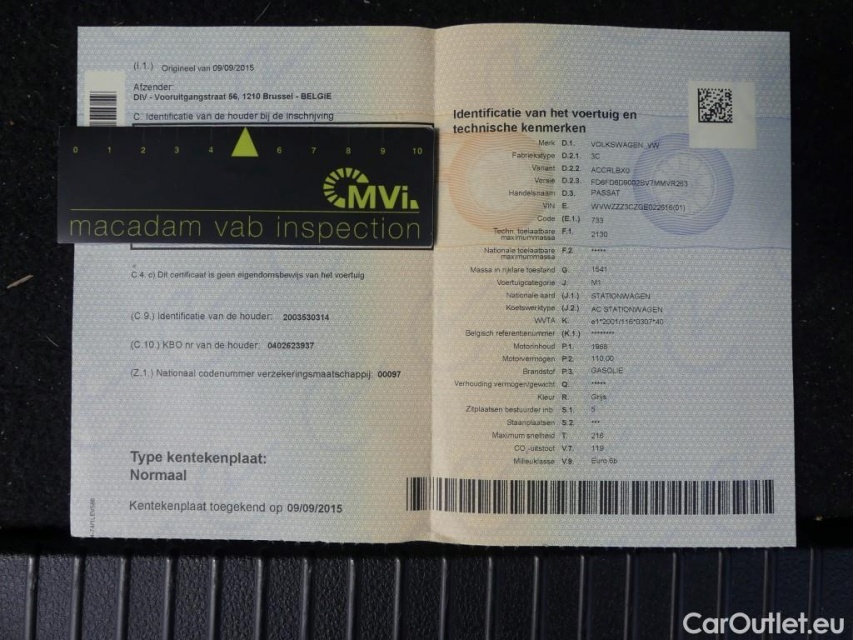 (I.1.) Origineel van 09/09/2015
Afzender:
DIV - Vooruitgangstraat 56, 1210 Brussel - BELGIE
C. Identificatie van de houder bij de inschrijving
0 1 2 3 4 5 6 7 8 9 10
MVi.
macadam vab inspection
C.4. c) Dit certificaat is geen eigendomsbewijs van het voertuig
(C.9.) Identificatie van de houder: 2003530314
(C.10.) KBO nr van de houder: 0402623937
(Z.1.) Nationaal codenummer verzekeringsmaatschappij: 00097
Type kentekenplaat:
Normaal
Kentekenplaat toegekend op 09/09/2015
Identificatie van het voertuig en
technische kenmerken
Merk D.1. VOLKSWAGEN, VW
Fabriekstype D.2.1. 3C
Variant D.2.2. ACCRLBX0
Versie D.2.3.
Handelsnaam D.3. PASSAT
VIN E. WVWZZZ3CZGE022616(01)
Code (E.1.) 733
Techn. toelaatbare maximummassa F.1. 2130
Nationale toelaatbare maximummassa F.2. *****
Massa in rijklare toestand G. 1541
Voertuigcategorie J. M1
Nationale aard (J.1.) STATIONWAGEN
Koetswerktype (J.2.) AC STATIONWAGEN
WVTA K. e1*2001/116*0307*40
Belgisch referentienummer (K.1.) ********
Motorinhoud P.1. 1968
Motorvermogen P.2. 110,00
Brandstof P.3. GASOLIE
Verhouding vermogen/gewicht Q. *****
Kleur R. Grijs
Zitplaatsen bestuurder inb. S.1. 5
Staanplaatsen S.2. ***
Maximum snelheid T. 216
CO₂-uitstoot V.7. 119
Milieuklasse V.9. Euro 6b
CarOutlet.eu